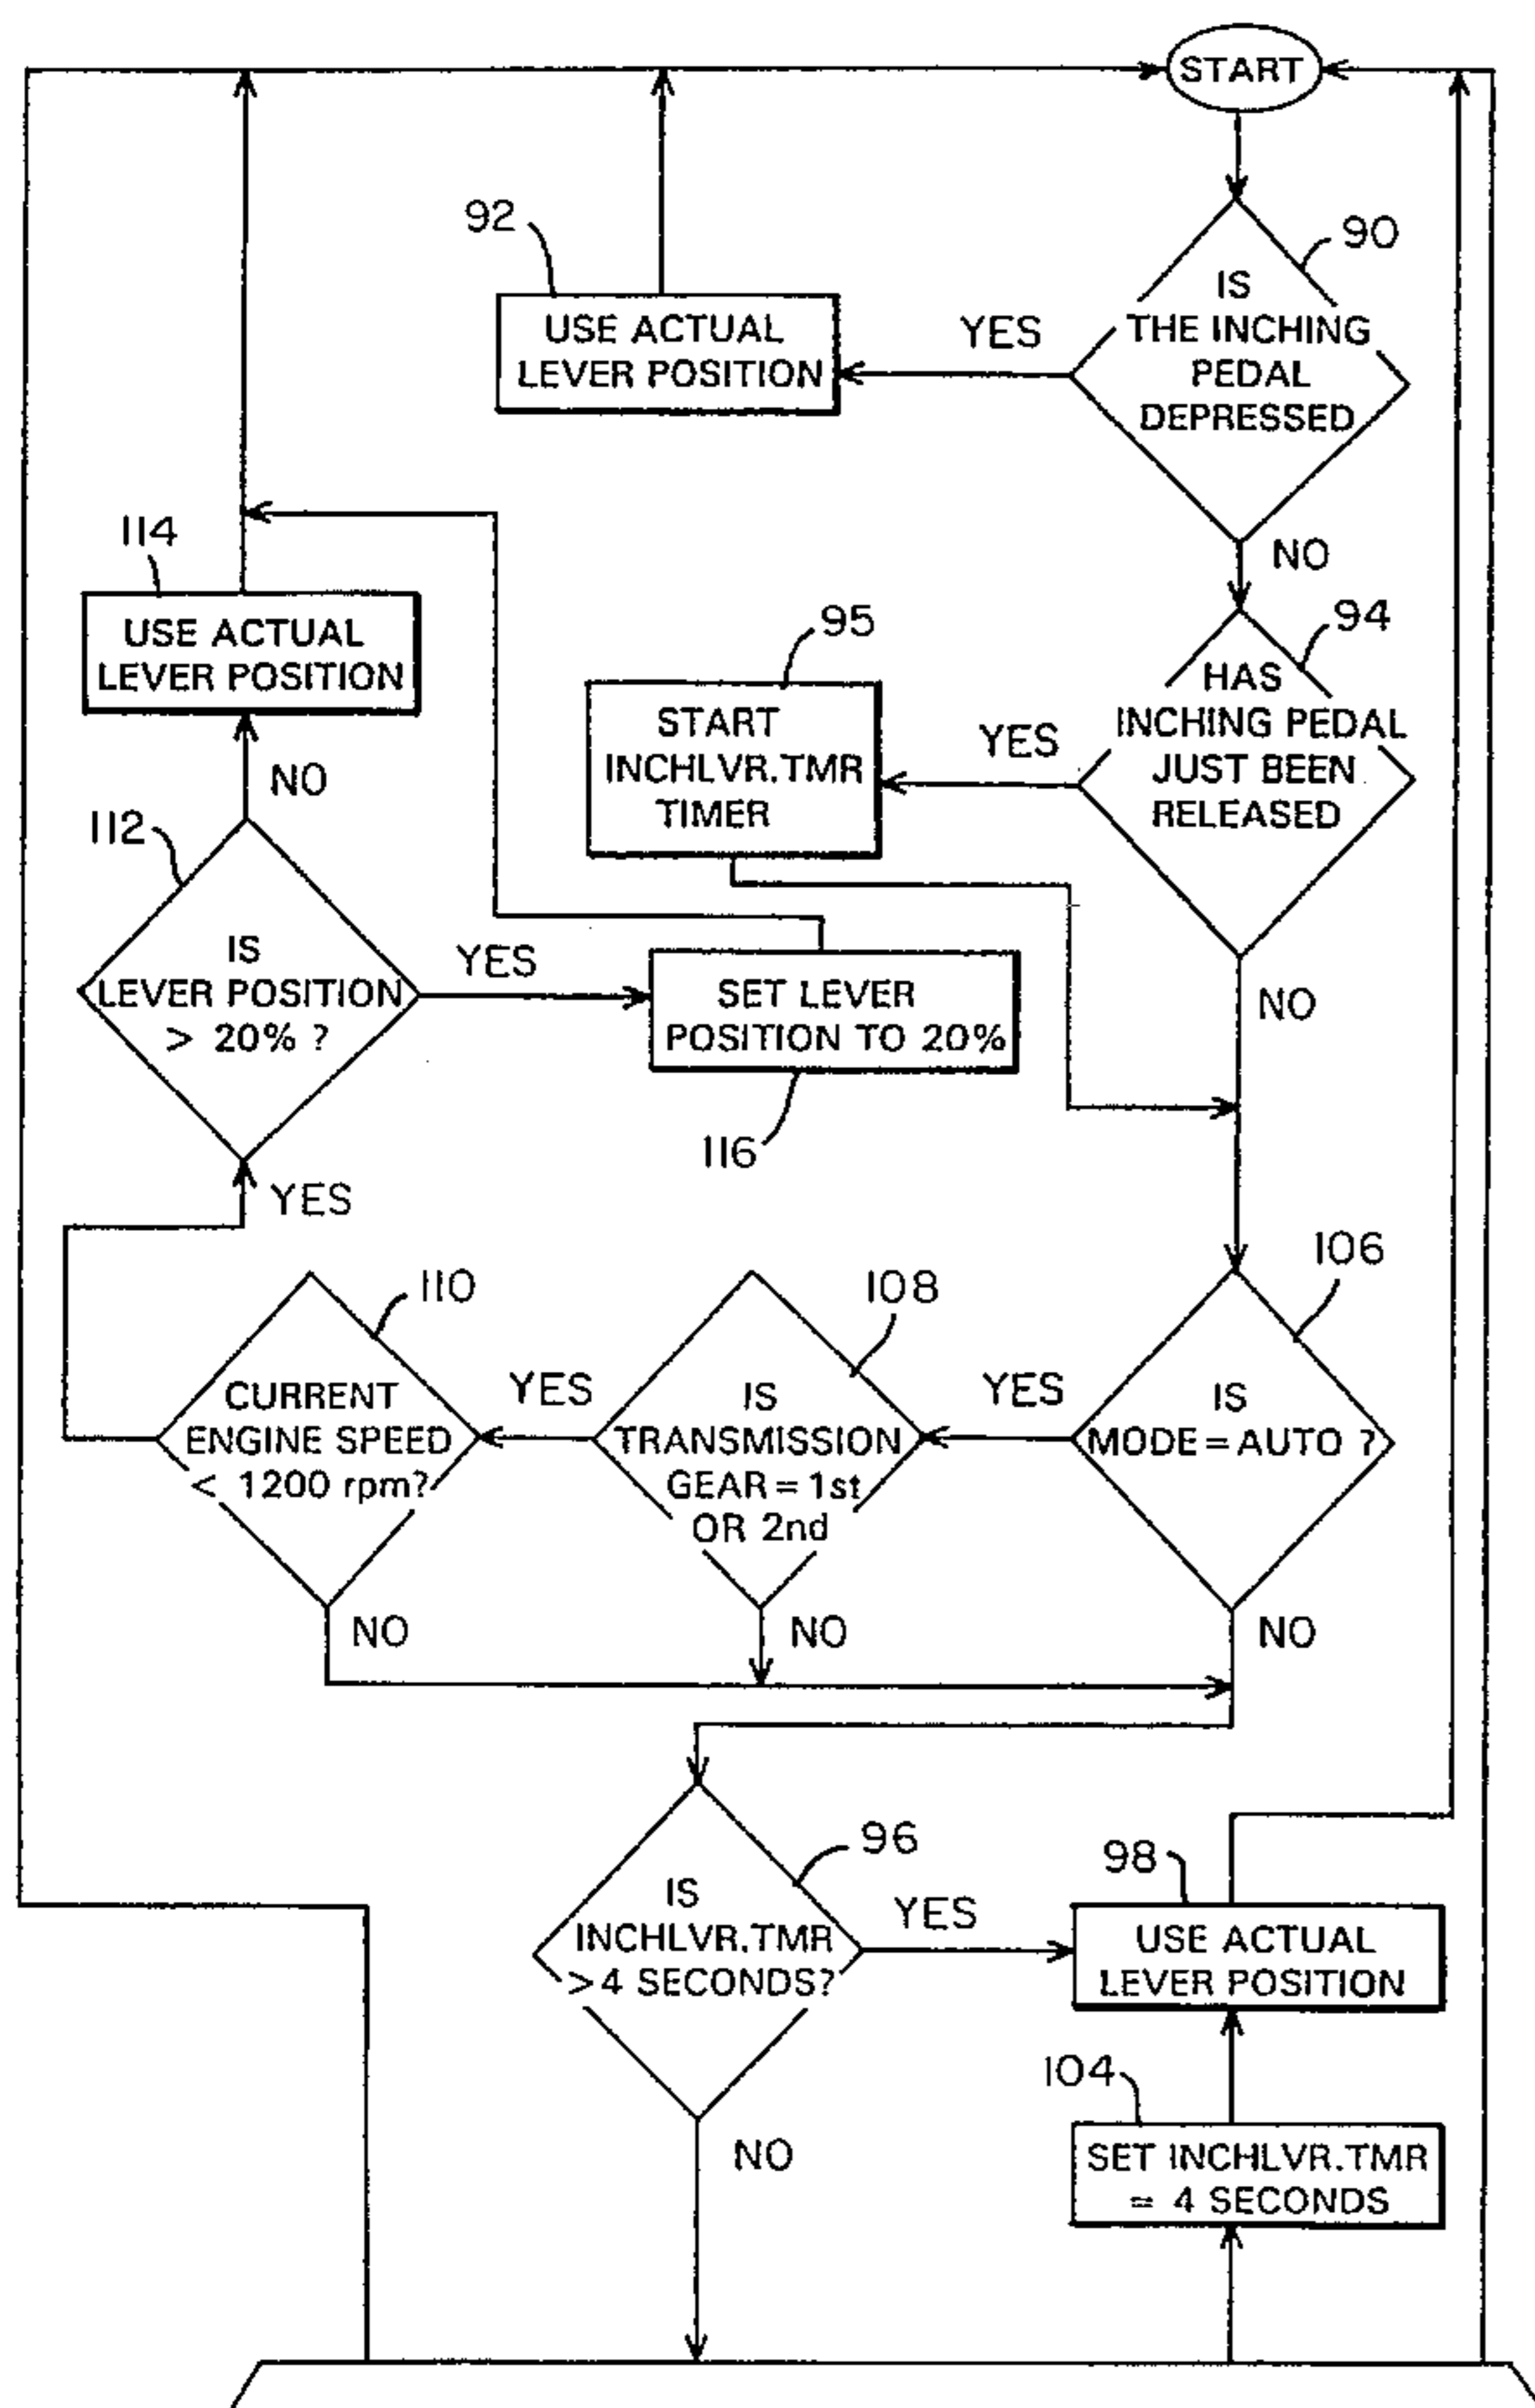 START
92
90
IS
THE INCHING
PEDAL
DEPRESSED
YES
USE ACTUAL
LEVER POSITION
NO
114
USE ACTUAL
LEVER POSITION
95
94
HAS
INCHING PEDAL
JUST BEEN
RELEASED
YES
START
INCHLVR.TMR
TIMER
NO
112
IS
LEVER POSITION
> 20% ?
YES
SET LEVER
POSITION TO 20%
NO
116
YES
106
108
110
CURRENT
ENGINE SPEED
< 1200 rpm?
YES
IS
TRANSMISSION
GEAR = 1st
OR 2nd
YES
IS
MODE = AUTO ?
NO
NO
NO
96
98
IS
INCHLVR.TMR
> 4 SECONDS?
YES
USE ACTUAL
LEVER POSITION
104
NO
SET INCHLVR.TMR
= 4 SECONDS